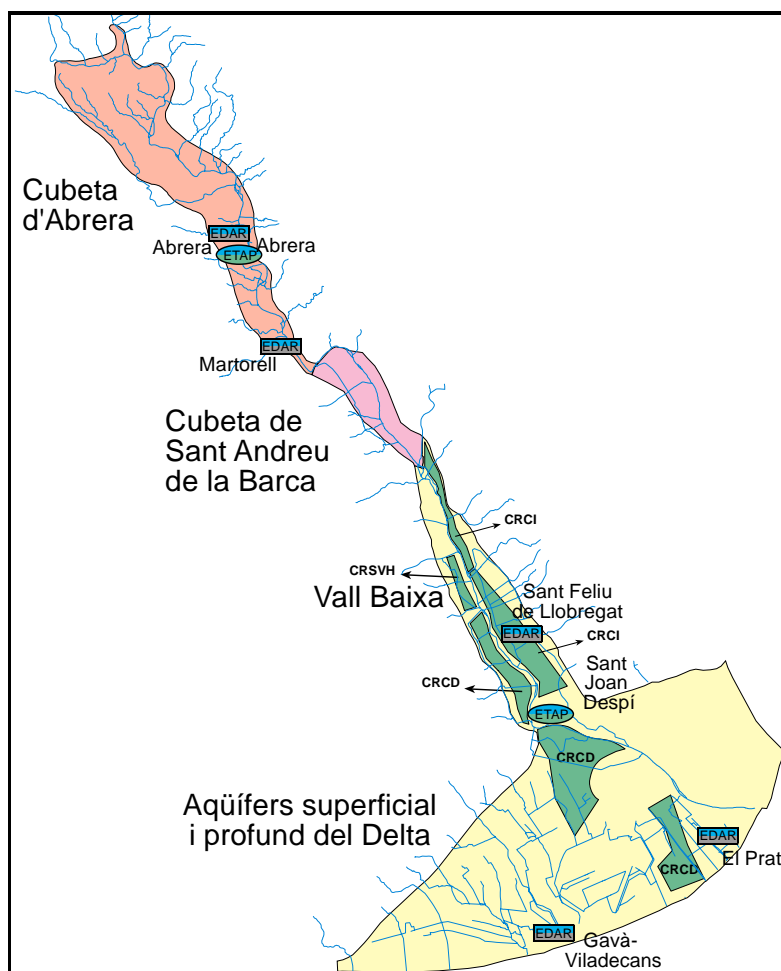 Cubeta
d'Abrera
EDAR
Abrera
Abrera
ETAP
EDAR
Martorell
Cubeta de
Sant Andreu
de la Barca
CRCI
CRSVH
Vall Baixa
Sant Feliu
de Llobregat
EDAR
CRCI
Sant
Joan
Despí
CRCD
ETAP
CRCD
Aqüífers superficial
i profund del Delta
EDAR
El Prat
CRCD
EDAR
Gavà-
Viladecans